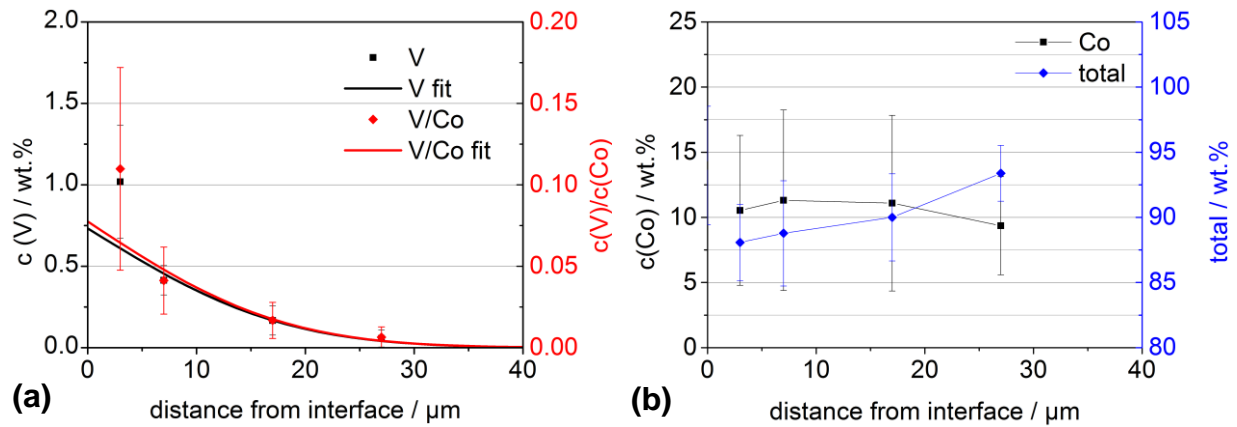 2.0
1.5
1.0
0.5
0.0
c (V) / wt.%
0.20
0.15
0.10
0.05
0.00
c(V)/c(Co)
V
V fit
V/Co
V/Co fit
0 10 20 30 40
distance from interface / µm
(a)
25
20
15
10
5
0
c(Co) / wt.%
105
100
95
90
85
80
total / wt.%
Co
total
0 10 20 30 40
distance from interface / µm
(b)